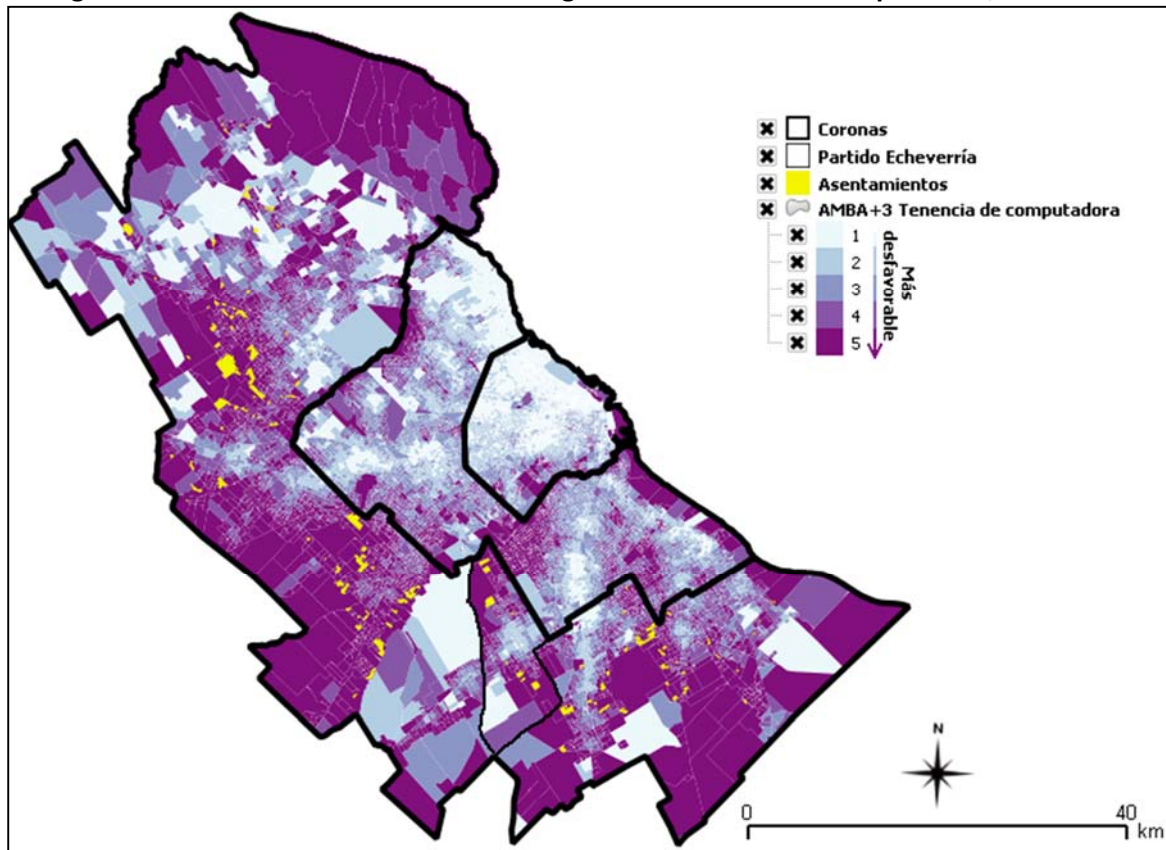 Coronas
Partido Echeverría
Asentamientos
AMBA+3 Tenencia de computadora
1
2
3
4
5
Más
desfavorable
N
0 40
km